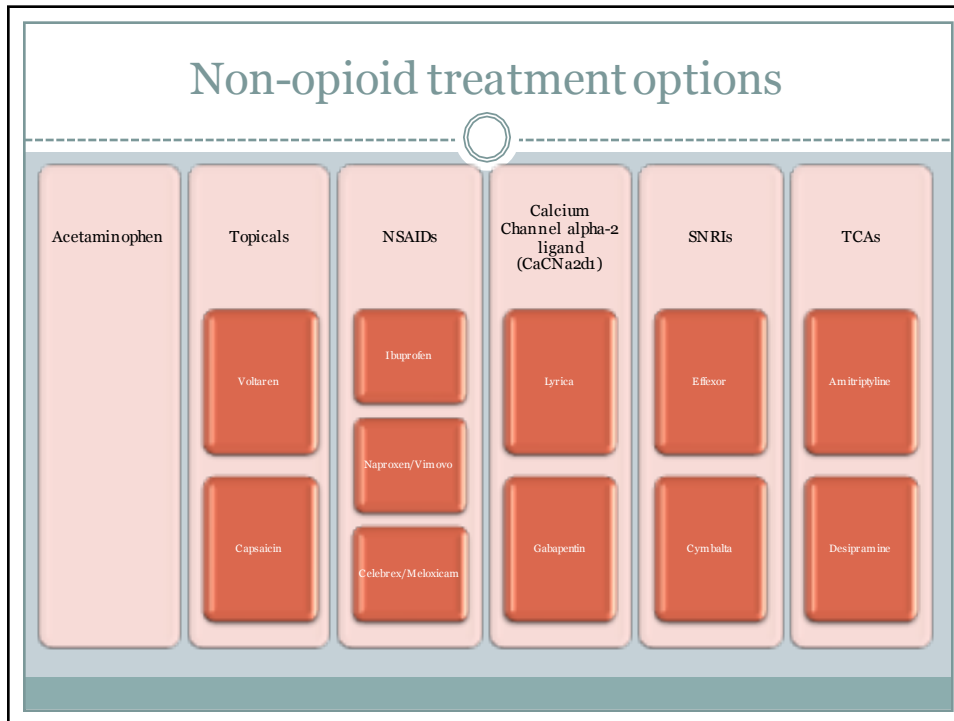 Non-opioid treatment options
Acetaminophen
Topicals
Voltaren
Capsaicin
NSAIDs
Ibuprofen
Naproxen/Vimovo
Celebrex/Meloxicam
Calcium
Channel alpha-2
ligand
(CaCNa2d1)
Lyrica
Gabapentin
SNRIs
Effexor
Cymbalta
TCAs
Amitriptyline
Desipramine